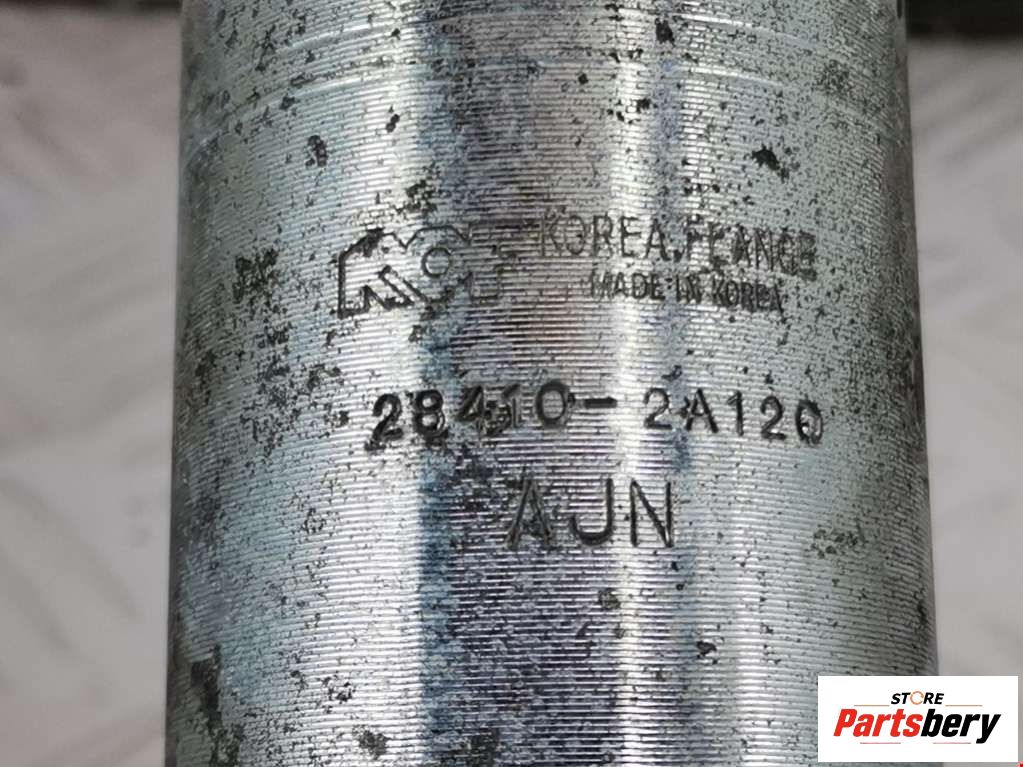 KOREA.FLANGE
MADE IN KOREA
28410-2A120
AJN
STORE
Partsbery